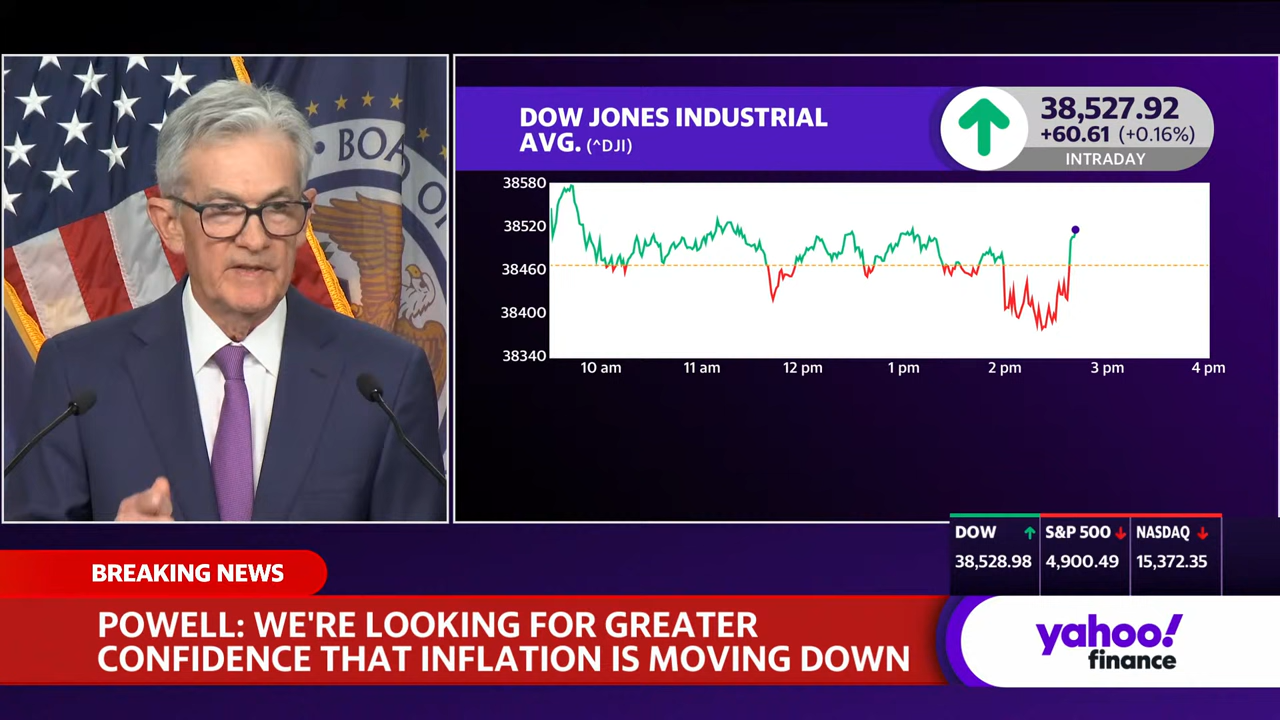 BOA
OF
DOW JONES INDUSTRIAL
AVG. (^DJI)
38,527.92
+60.61 (+0.16%)
INTRADAY
38580
38520
38460
38400
38340
10 am 11 am 12 pm 1 pm 2 pm 3 pm 4 pm
DOW S&P 500 NASDAQ
38,528.98 4,900.49 15,372.35
BREAKING NEWS
POWELL: WE'RE LOOKING FOR GREATER
CONFIDENCE THAT INFLATION IS MOVING DOWN
yahoo!
finance